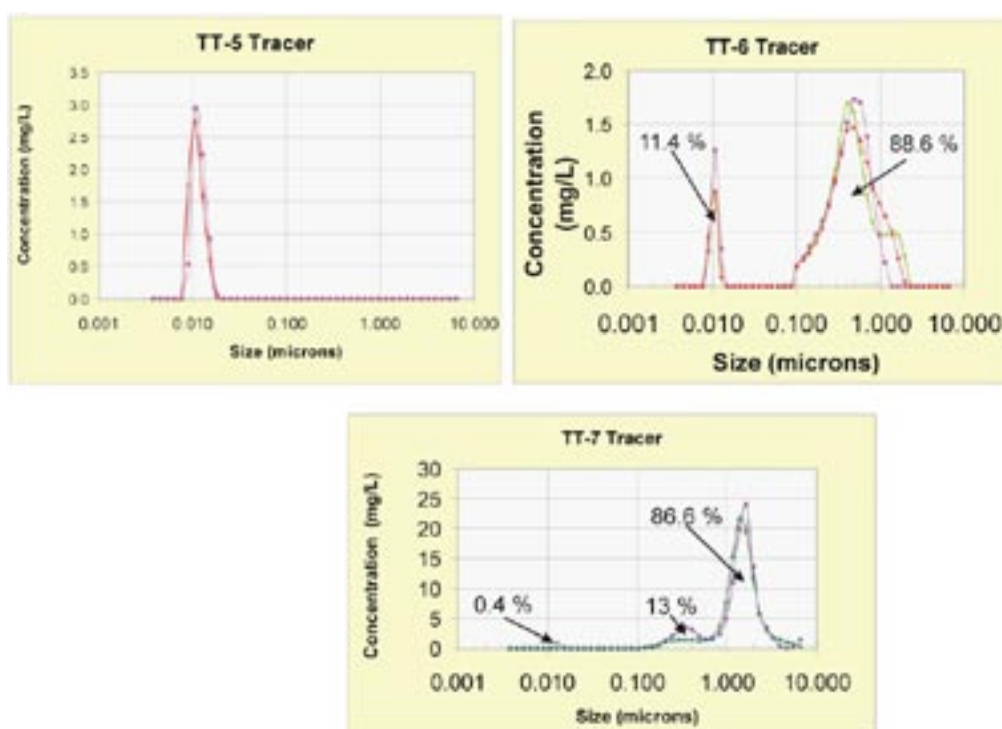 TT-5 Tracer
Concentration (mg/L)
3.5
3.0
2.5
2.0
1.5
1.0
0.5
0.0
0.001 0.010 0.100 1.000 10.000
Size (microns)
TT-6 Tracer
Concentration
(mg/L)
2.0
1.5
1.0
0.5
0.0
11.4 %
88.6 %
0.001 0.010 0.100 1.000 10.000
Size (microns)
TT-7 Tracer
Concentration (mg/L)
30
25
20
15
10
5
0
86.6 %
0.4 %
13 %
0.001 0.010 0.100 1.000 10.000
Size (microns)